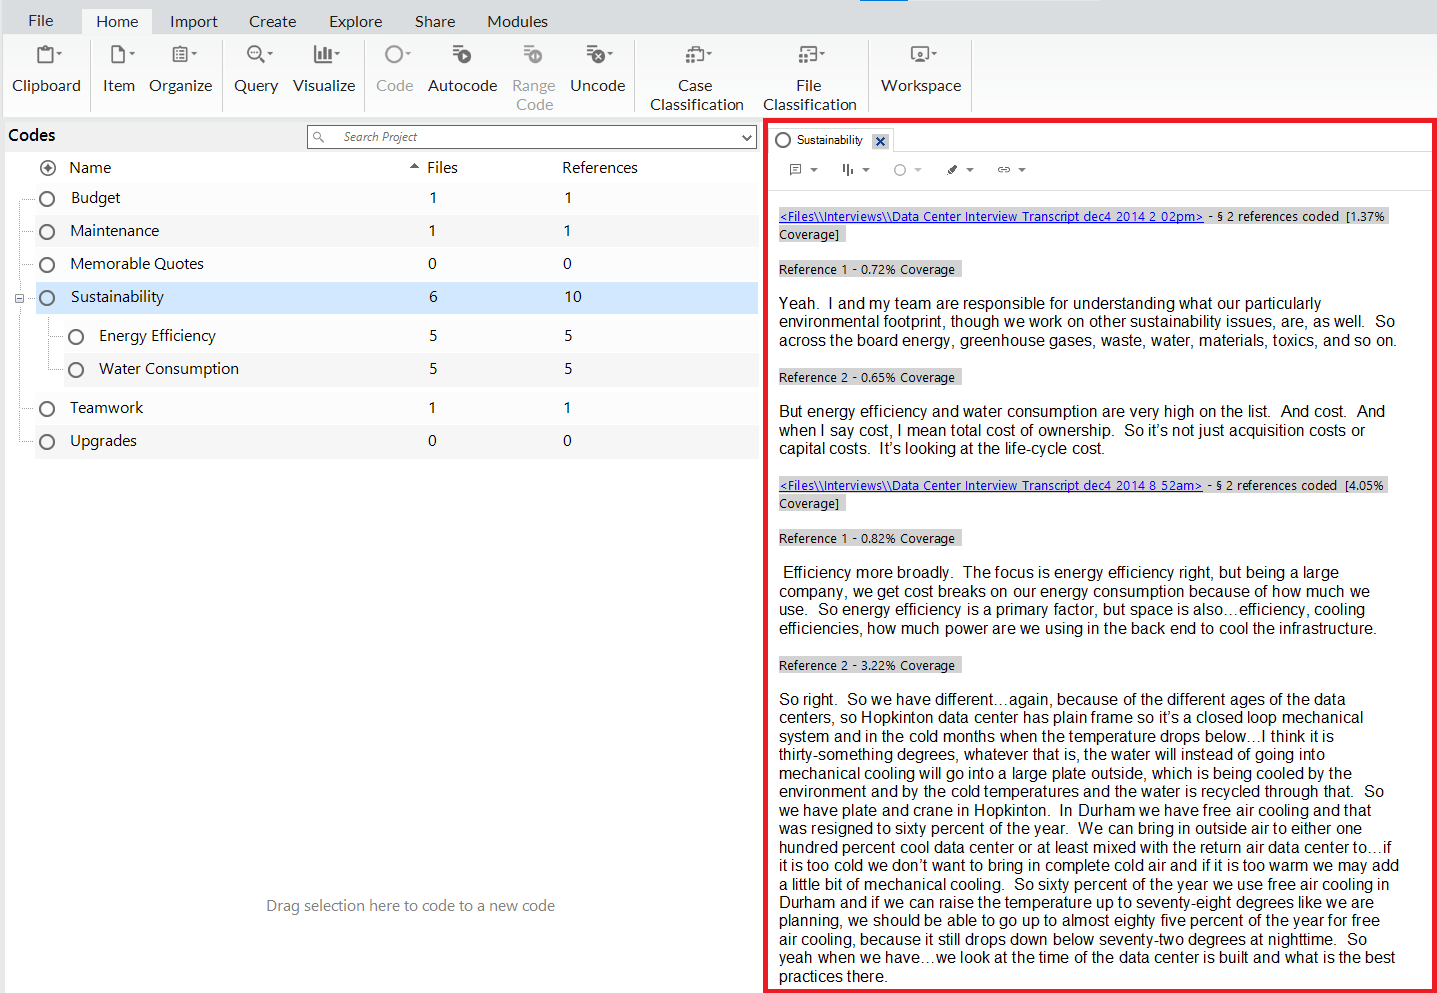 File Home Import Create Explore Share Modules
Clipboard Item Organize Query Visualize Code Autocode Range Code Uncode Case Classification File Classification Workspace
Codes
Search Project
Name Files References
Budget 1 1
Maintenance 1 1
Memorable Quotes 0 0
Sustainability 6 10
Energy Efficiency 5 5
Water Consumption 5 5
Teamwork 1 1
Upgrades 0 0
Drag selection here to code to a new code
Sustainability
<Files\\Interviews\\Data Center Interview Transcript dec4 2014 2 02pm> - § 2 references coded [1.37%
Coverage]
Reference 1 - 0.72% Coverage
Yeah. I and my team are responsible for understanding what our particularly
environmental footprint, though we work on other sustainability issues, are, as well. So
across the board energy, greenhouse gases, waste, water, materials, toxics, and so on.
Reference 2 - 0.65% Coverage
But energy efficiency and water consumption are very high on the list. And cost. And
when I say cost, I mean total cost of ownership. So it's not just acquisition costs or
capital costs. It's looking at the life-cycle cost.
<Files\\Interviews\\Data Center Interview Transcript dec4 2014 8 52am> - § 2 references coded [4.05%
Coverage]
Reference 1 - 0.82% Coverage
Efficiency more broadly. The focus is energy efficiency right, but being a large
company, we get cost breaks on our energy consumption because of how much we
use. So energy efficiency is a primary factor, but space is also…efficiency, cooling
efficiencies, how much power are we using in the back end to cool the infrastructure.
Reference 2 - 3.22% Coverage
So right. So we have different…again, because of the different ages of the data
centers, so Hopkinton data center has plain frame so it's a closed loop mechanical
system and in the cold months when the temperature drops below…I think it is
thirty-something degrees, whatever that is, the water will instead of going into
mechanical cooling will go into a large plate outside, which is being cooled by the
environment and by the cold temperatures and the water is recycled through that. So
we have plate and crane in Hopkinton. In Durham we have free air cooling and that
was resigned to sixty percent of the year. We can bring in outside air to either one
hundred percent cool data center or at least mixed with the return air data center to…if
it is too cold we don't want to bring in complete cold air and if it is too warm we may add
a little bit of mechanical cooling. So sixty percent of the year we use free air cooling in
Durham and if we can raise the temperature up to seventy-eight degrees like we are
planning, we should be able to go up to almost eighty five percent of the year for free
air cooling, because it still drops down below seventy-two degrees at nighttime. So
yeah when we have…we look at the time of the data center is built and what is the best
practices there.